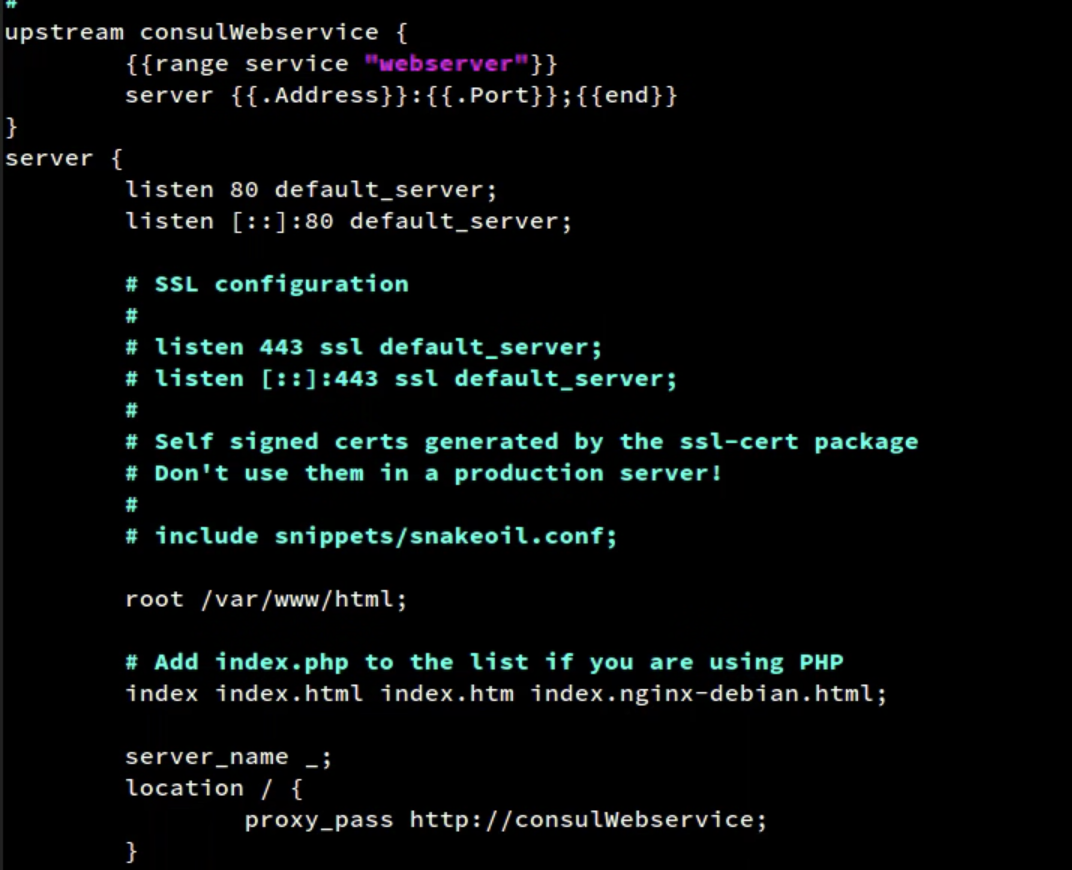 #
upstream consulWebservice {
{{range service "webserver"}}
server {{.Address}}:{{.Port}};{{end}}
}
server {
listen 80 default_server;
listen [::]:80 default_server;
# SSL configuration
#
# listen 443 ssl default_server;
# listen [::]:443 ssl default_server;
#
# Self signed certs generated by the ssl-cert package
# Don't use them in a production server!
#
# include snippets/snakeoil.conf;
root /var/www/html;
# Add index.php to the list if you are using PHP
index index.html index.htm index.nginx-debian.html;
server_name _;
location / {
proxy_pass http://consulWebservice;
}